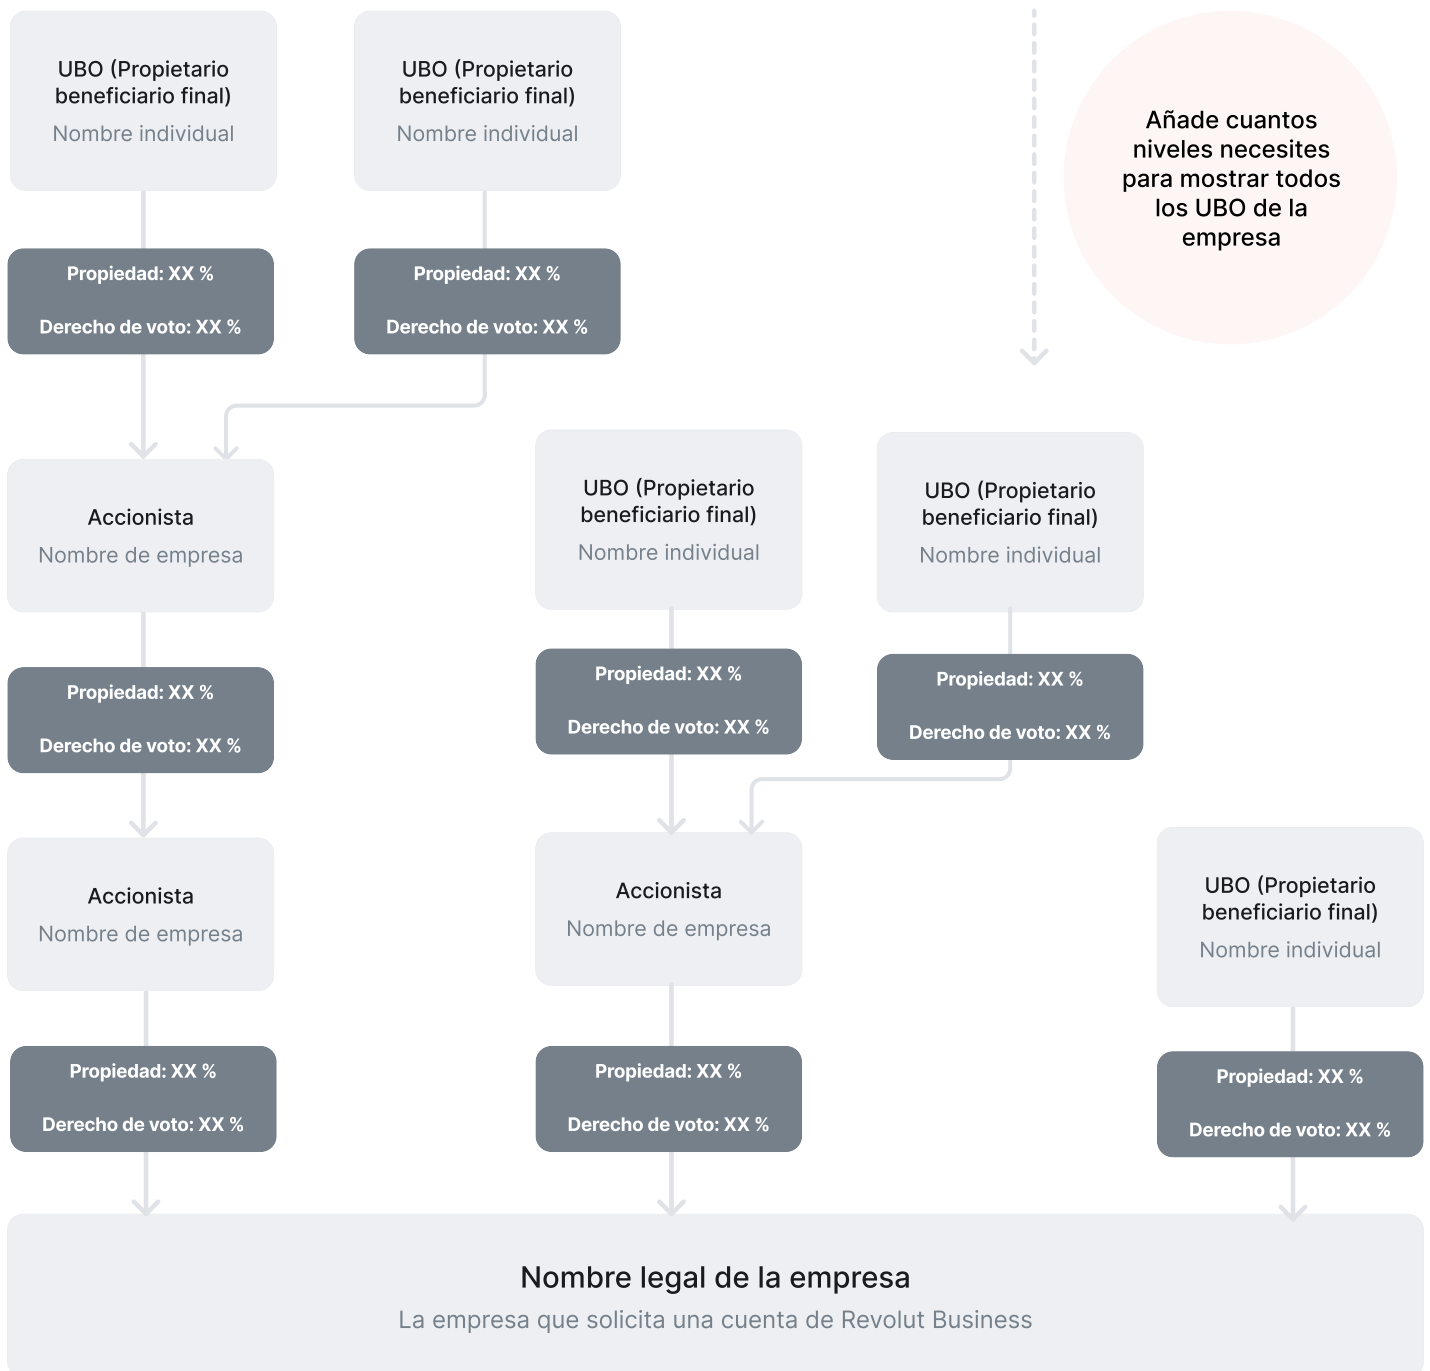 UBO (Propietario
beneficiario final)
Nombre individual
UBO (Propietario
beneficiario final)
Nombre individual
Añade cuantos
niveles necesites
para mostrar todos
los UBO de la
empresa
Propiedad: XX %
Derecho de voto: XX %
Propiedad: XX %
Derecho de voto: XX %
Accionista
Nombre de empresa
UBO (Propietario
beneficiario final)
Nombre individual
UBO (Propietario
beneficiario final)
Nombre individual
Propiedad: XX %
Derecho de voto: XX %
Propiedad: XX %
Derecho de voto: XX %
Propiedad: XX %
Derecho de voto: XX %
Accionista
Nombre de empresa
Accionista
Nombre de empresa
UBO (Propietario
beneficiario final)
Nombre individual
Propiedad: XX %
Derecho de voto: XX %
Propiedad: XX %
Derecho de voto: XX %
Propiedad: XX %
Derecho de voto: XX %
Nombre legal de la empresa
La empresa que solicita una cuenta de Revolut Business